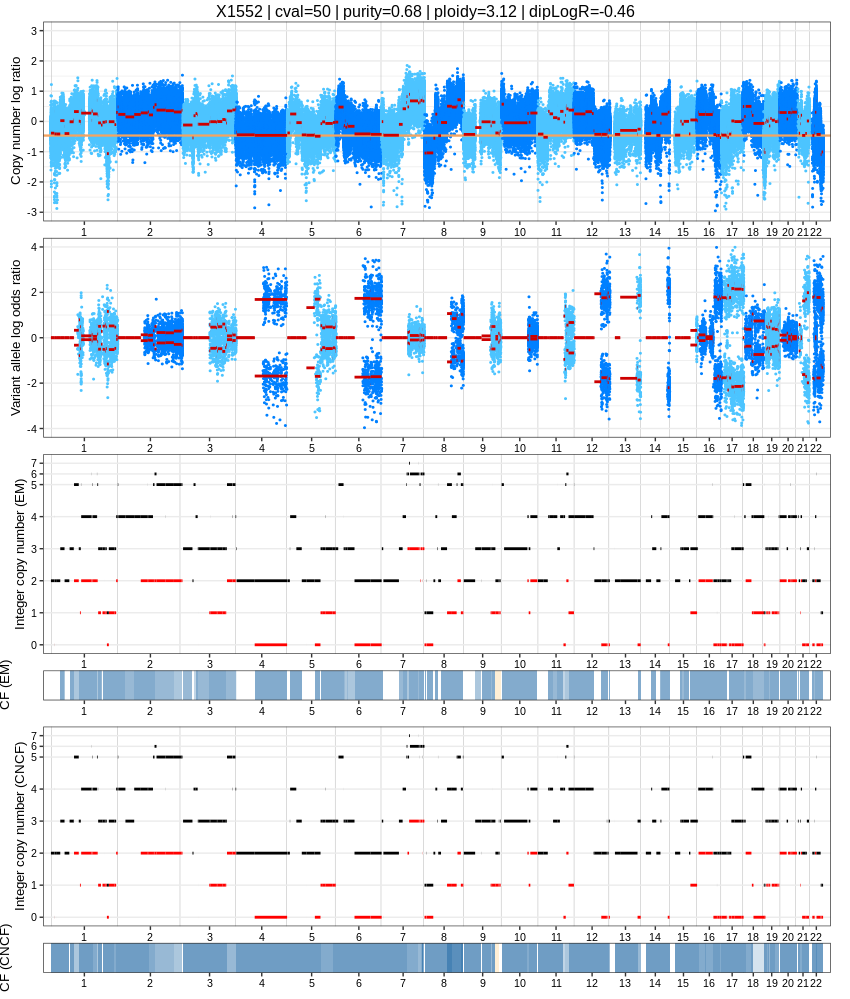 X1552 | cval=50 | purity=0.68 | ploidy=3.12 | dipLogR=-0.46
Copy number log ratio
3
2
1
0
-1
-2
-3
1 2 3 4 5 6 7 8 9 10 11 12 13 14 15 16 17 18 19 20 21 22
Variant allele log odds ratio
4
2
0
-2
-4
1 2 3 4 5 6 7 8 9 10 11 12 13 14 15 16 17 18 19 20 21 22
Integer copy number (EM)
7
6
5
4
3
2
1
0
1 2 3 4 5 6 7 8 9 10 11 12 13 14 15 16 17 18 19 20 21 22
CF (EM)
1 2 3 4 5 6 7 8 9 10 11 12 13 14 15 16 17 18 19 20 21 22
Integer copy number (CNCF)
7
6
5
4
3
2
1
0
1 2 3 4 5 6 7 8 9 10 11 12 13 14 15 16 17 18 19 20 21 22
CF (CNCF)
1 2 3 4 5 6 7 8 9 10 11 12 13 14 15 16 17 18 19 20 21 22